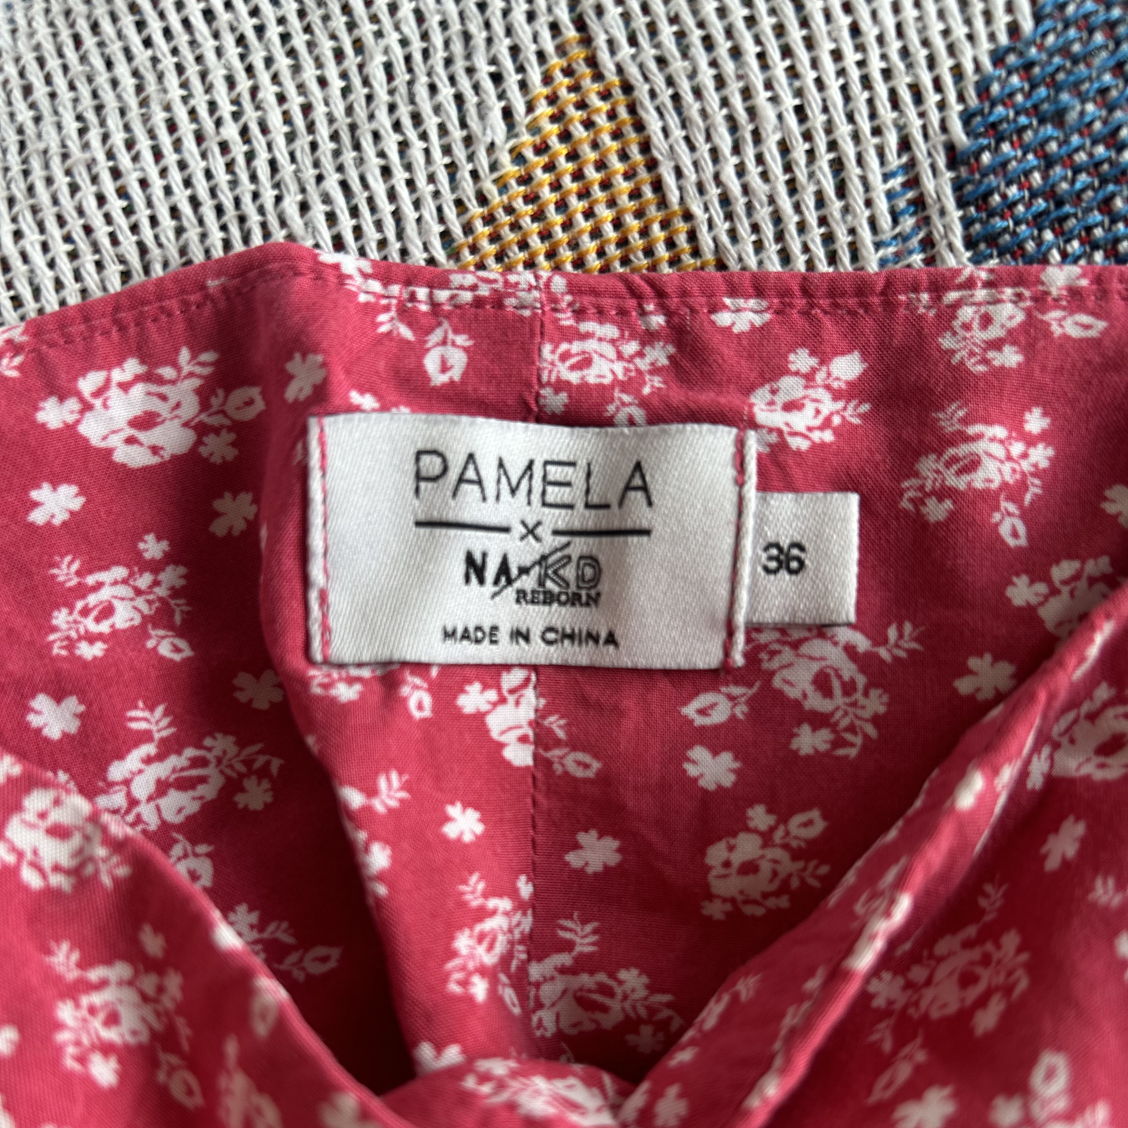 PAMELA
x
NA-KD
REBORN
MADE IN CHINA
36